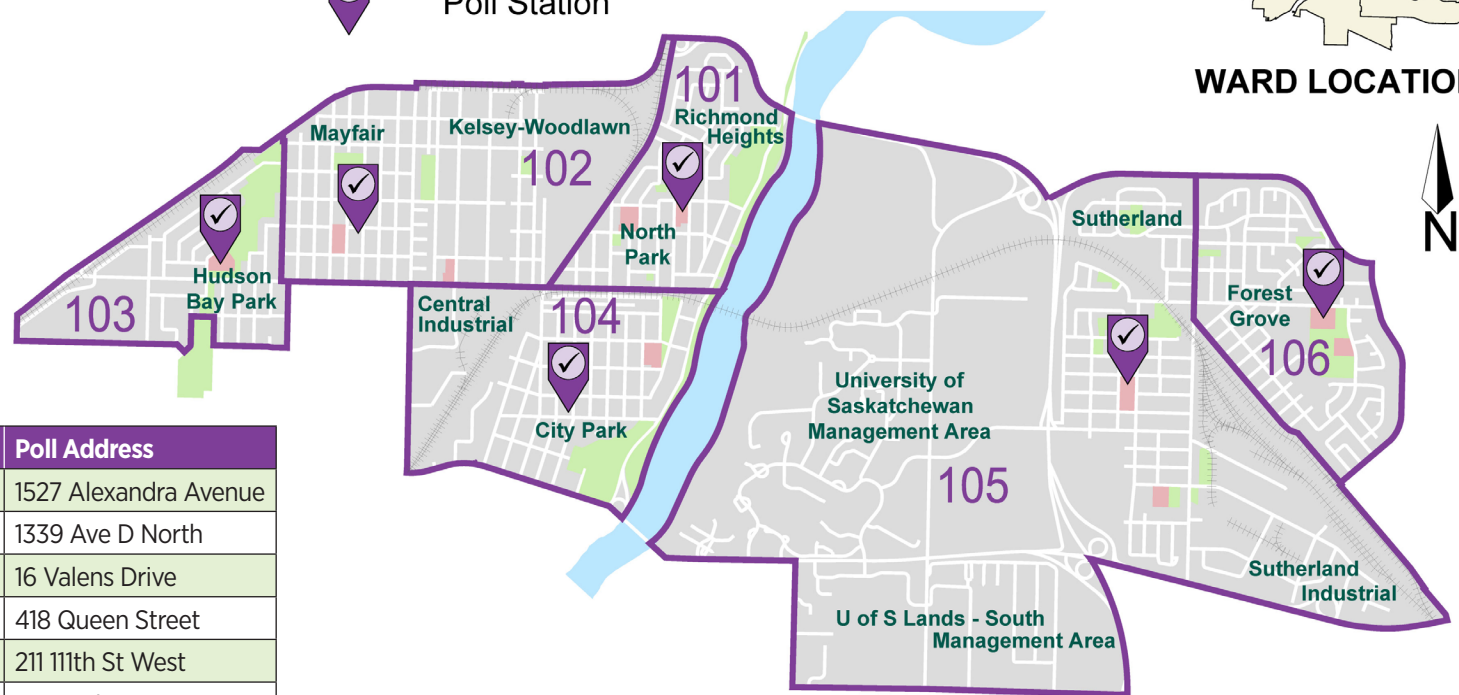 Poll Station
WARD LOCATION
N
101
Richmond
Heights
Mayfair
Kelsey-Woodlawn
102
North
Park
Hudson
Bay Park
103
Central
Industrial
104
City Park
Sutherland
Forest
Grove
106
University of
Saskatchewan
Management Area
105
Sutherland
Industrial
U of S Lands - South
Management Area
Poll Address
1527 Alexandra Avenue
1339 Ave D North
16 Valens Drive
418 Queen Street
211 111th St West